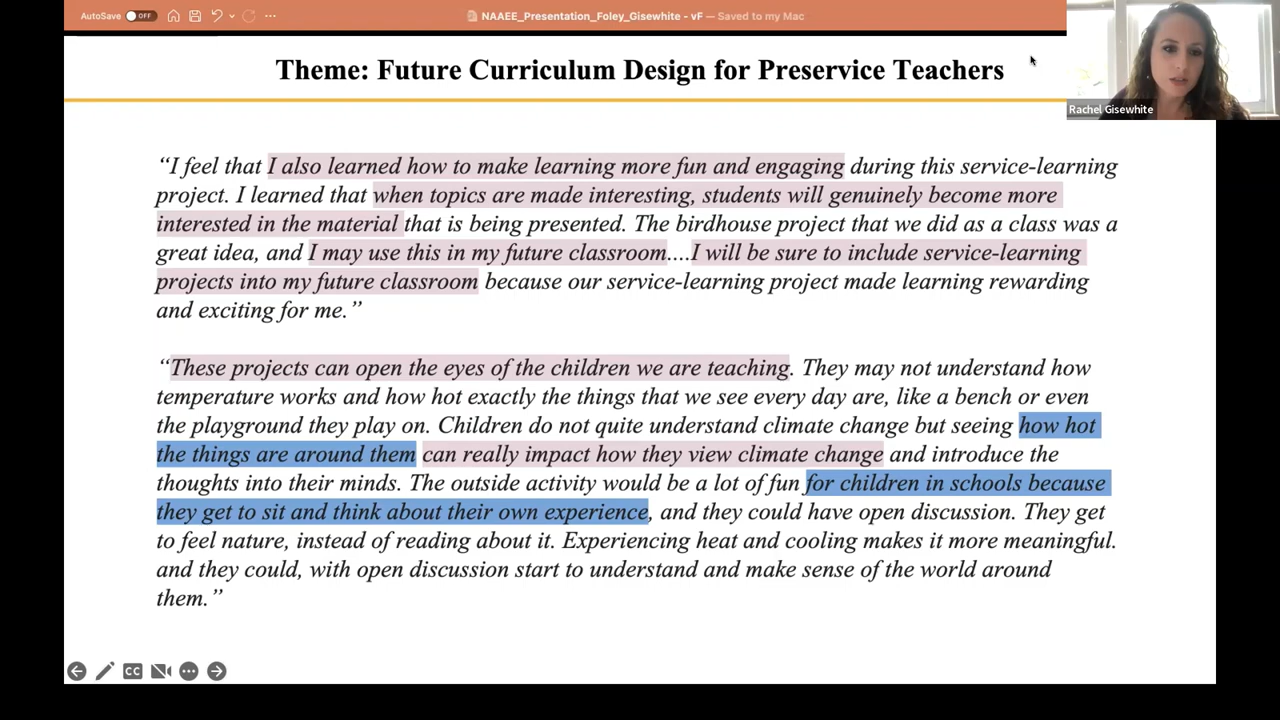 AutoSave OFF
NAAEE_Presentation_Foley_Gisewhite - vF — Saved to my Mac
Rachel Gisewhite
Theme: Future Curriculum Design for Preservice Teachers
“I feel that I also learned how to make learning more fun and engaging during this service-learning
project. I learned that when topics are made interesting, students will genuinely become more
interested in the material that is being presented. The birdhouse project that we did as a class was a
great idea, and I may use this in my future classroom....I will be sure to include service-learning
projects into my future classroom because our service-learning project made learning rewarding
and exciting for me.”
“These projects can open the eyes of the children we are teaching. They may not understand how
temperature works and how hot exactly the things that we see every day are, like a bench or even
the playground they play on. Children do not quite understand climate change but seeing how hot
the things are around them can really impact how they view climate change and introduce the
thoughts into their minds. The outside activity would be a lot of fun for children in schools because
they get to sit and think about their own experience, and they could have open discussion. They get
to feel nature, instead of reading about it. Experiencing heat and cooling makes it more meaningful.
and they could, with open discussion start to understand and make sense of the world around
them.”
CC